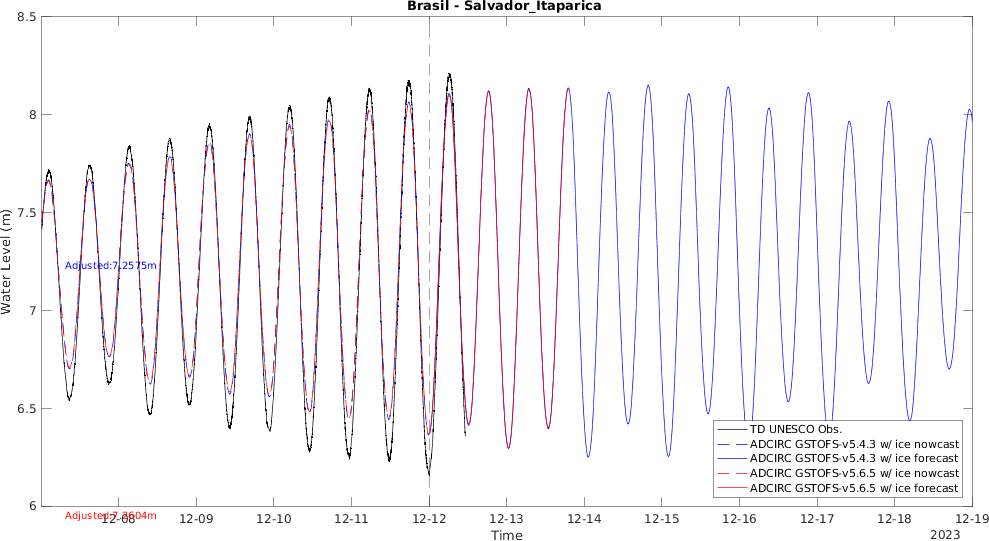 Brasil - Salvador_Itaparica
8.5
8
7.5
7
6.5
6
Water Level (m)
Adjusted:7.2575m
Adjusted:7.2604m
12-08
12-09
12-10
12-11
12-12
12-13
12-14
12-15
12-16
12-17
12-18
12-19
Time
2023
TD UNESCO Obs.
ADCIRC GSTOFS-v5.4.3 w/ ice nowcast
ADCIRC GSTOFS-v5.4.3 w/ ice forecast
ADCIRC GSTOFS-v5.6.5 w/ ice nowcast
ADCIRC GSTOFS-v5.6.5 w/ ice forecast